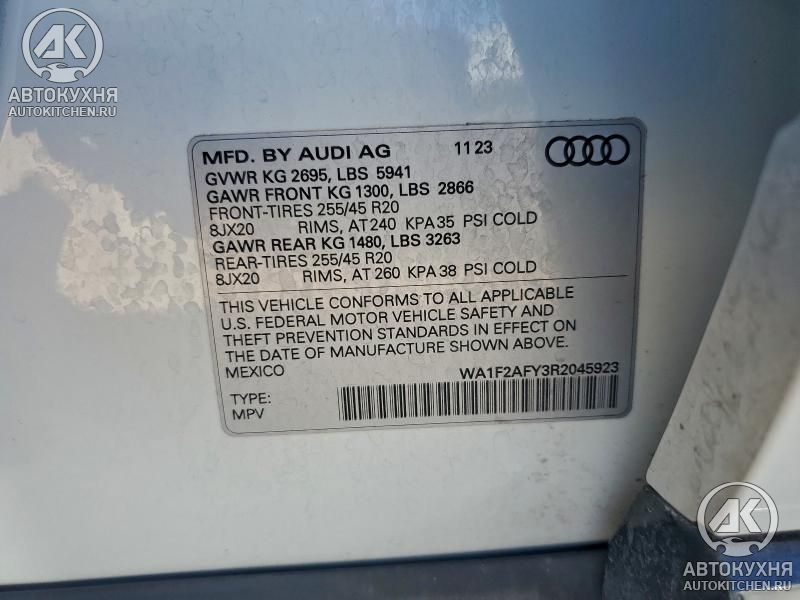 AK
АВТОКУХНЯ
AUTOKITCHEN.RU
MFD. BY AUDI AG 11 23
GVWR KG 2695, LBS 5941
GAWR FRONT KG 1300, LBS 2866
FRONT-TIRES 255/45 R20
8JX20 RIMS, AT 240 KPA 35 PSI COLD
GAWR REAR KG 1480, LBS 3263
REAR-TIRES 255/45 R20
8JX20 RIMS, AT 260 KPA 38 PSI COLD
THIS VEHICLE CONFORMS TO ALL APPLICABLE
U.S. FEDERAL MOTOR VEHICLE SAFETY AND
THEFT PREVENTION STANDARDS IN EFFECT ON
THE DATE OF MANUFACTURE SHOWN ABOVE.
MEXICO WA1F2AFY3R2045923
TYPE:
MPV
AK
АВТОКУХНЯ
AUTOKITCHEN.RU